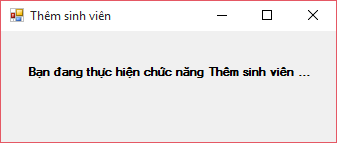 Thêm sinh viên
Bạn đang thực hiện chức năng Thêm sinh viên ...